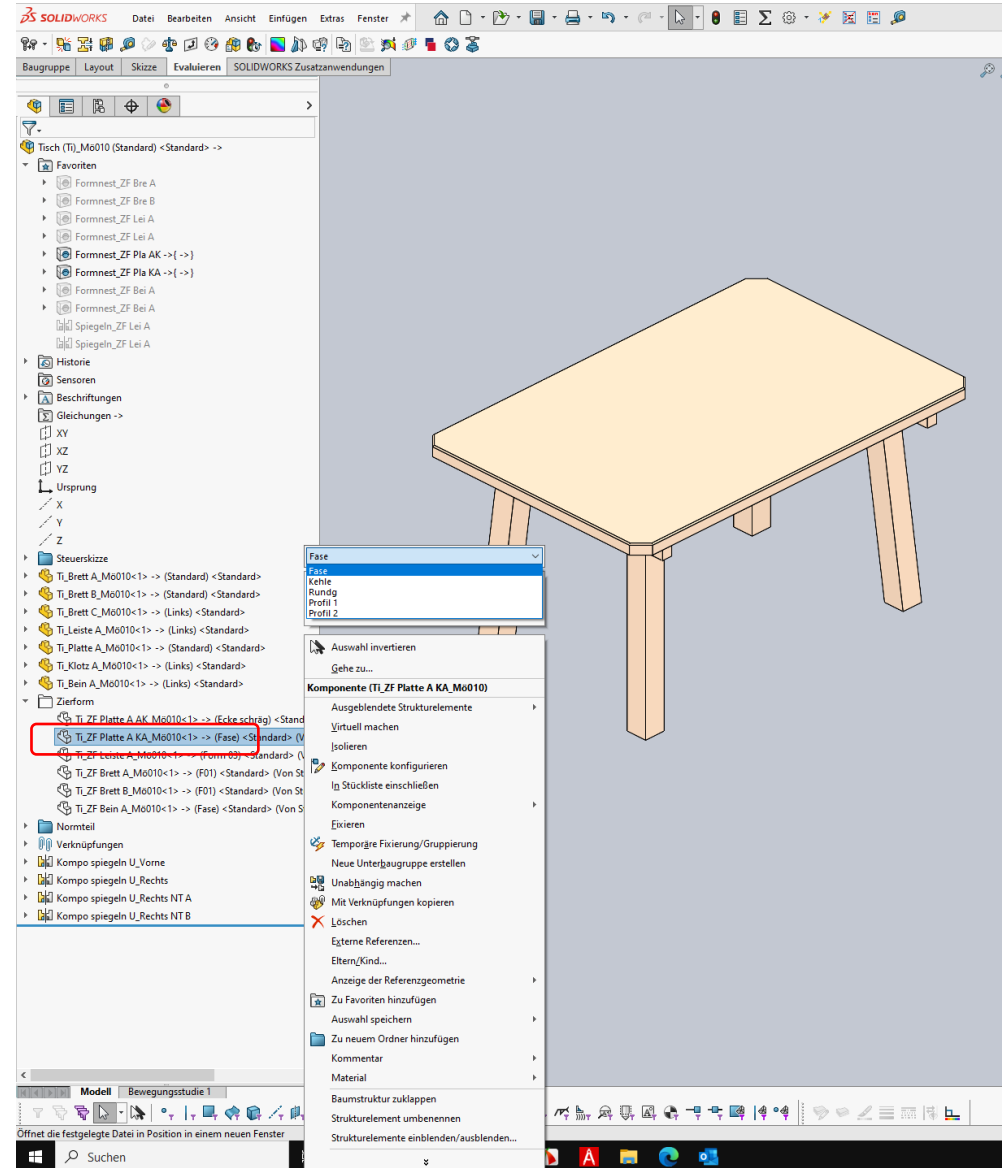 SOLIDWORKS Datei Bearbeiten Ansicht Einfügen Extras Fenster
Baugruppe Layout Skizze Evaluieren SOLIDWORKS Zusatzanwendungen
Tisch (Ti)_Mö010 (Standard) <Standard> ->
Favoriten
Formnest_ZF Bre A
Formnest_ZF Bre B
Formnest_ZF Lei A
Formnest_ZF Lei A
Formnest_ZF Pla AK ->{ ->}
Formnest_ZF Pla KA ->{ ->}
Formnest_ZF Bei A
Formnest_ZF Bei A
Spiegeln_ZF Lei A
Spiegeln_ZF Lei A
Historie
Sensoren
Beschriftungen
Gleichungen ->
XY
XZ
YZ
Ursprung
X
Y
Z
Steuerskizze
Ti_Brett A_Mö010<1> -> (Standard) <Standard>
Ti_Brett B_Mö010<1> -> (Standard) <Standard>
Ti_Brett C_Mö010<1> -> (Links) <Standard>
Ti_Leiste A_Mö010<1> -> (Links) <Standard>
Ti_Platte A_Mö010<1> -> (Standard) <Standard>
Ti_Klotz A_Mö010<1> -> (Links) <Standard>
Ti_Bein A_Mö010<1> -> (Links) <Standard>
Zierform
Ti_ZF Platte A AK_Mö010<1> -> (Ecke schräg) <Stand
Ti_ZF Platte A KA_Mö010<1> -> (Fase) <Standard> (V
Ti_ZF Leiste A_Mö010<1> -> (Form 03) <Standard> (V
Ti_ZF Brett A_Mö010<1> -> (F01) <Standard> (Von St
Ti_ZF Brett B_Mö010<1> -> (F01) <Standard> (Von St
Ti_ZF Bein A_Mö010<1> -> (Fase) <Standard> (Von S
Normteil
Verknüpfungen
Kompo spiegeln U_Vorne
Kompo spiegeln U_Rechts
Kompo spiegeln U_Rechts NT A
Kompo spiegeln U_Rechts NT B
Fase
Fase
Kehle
Rundg
Profil 1
Profil 2
Auswahl invertieren
Gehe zu...
Komponente (Ti_ZF Platte A KA_Mö010)
Ausgeblendete Strukturelemente
Virtuell machen
Isolieren
Komponente konfigurieren
In Stückliste einschließen
Komponentenanzeige
Fixieren
Temporäre Fixierung/Gruppierung
Neue Unterbaugruppe erstellen
Unabhängig machen
Mit Verknüpfungen kopieren
Löschen
Externe Referenzen...
Eltern/Kind...
Anzeige der Referenzgeometrie
Zu Favoriten hinzufügen
Auswahl speichern
Zu neuem Ordner hinzufügen
Kommentar
Material
Baumstruktur zuklappen
Strukturelement umbenennen
Strukturelemente einblenden/ausblenden...
Modell Bewegungsstudie 1
Öffnet die festgelegte Datei in Position in einem neuen Fenster
Suchen